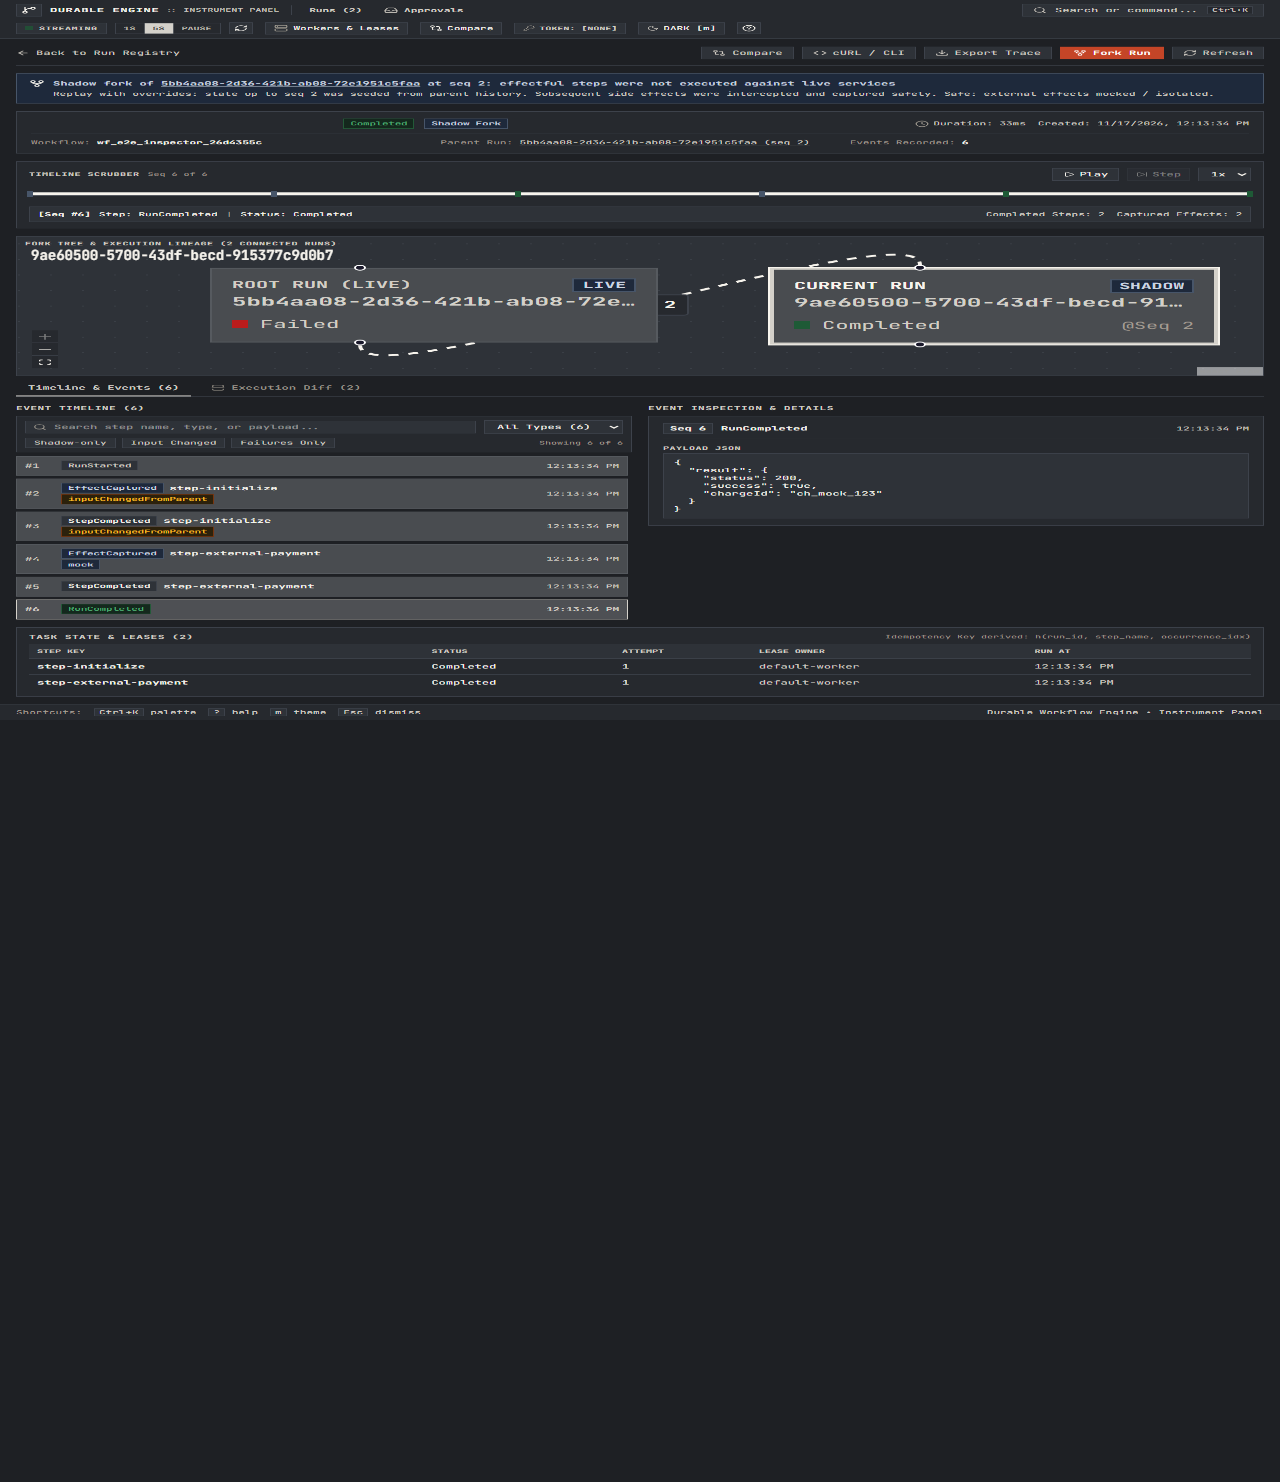 DURABLE ENGINE :: INSTRUMENT PANEL Runs (2) Approvals Search or command... Ctrl+K
STREAMING 1S 5S PAUSE Workers & Leases Compare TOKEN: [NONE] DARK [m]
← Back to Run Registry Compare <> cURL / CLI Export Trace Fork Run Refresh
Shadow fork of 5bb4aa08-2d36-421b-ab08-72e1951c5faa at seq 2: effectful steps were not executed against live services
Replay with overrides: state up to seq 2 was seeded from parent history. Subsequent side effects were intercepted and captured safely. Safe: external effects mocked / isolated.
9ae60500-5700-43df-becd-915377c9d0b7
Completed Shadow Fork Duration: 33ms Created: 11/17/2026, 12:13:34 PM
Workflow: wf_e2e_inspector_26d4355c Parent Run: 5bb4aa08-2d36-421b-ab08-72e1951c5faa (seq 2) Events Recorded: 6
TIMELINE SCRUBBER Seq 6 of 6 Play Step 1x
[Seq #6] Step: RunCompleted | Status: Completed Completed Steps: 2 Captured Effects: 2
FORK TREE & EXECUTION LINEAGE (2 CONNECTED RUNS)
ROOT RUN (LIVE) LIVE
5bb4aa08-2d36-421b-ab08-72e…
Failed
2
CURRENT RUN SHADOW
9ae60500-5700-43df-becd-91…
Completed @Seq 2
Timeline & Events (6) Execution Diff (2)
EVENT TIMELINE (6)
Search step name, type, or payload... All Types (6)
Shadow-only Input Changed Failures Only Showing 6 of 6
#1 RunStarted 12:13:34 PM
#2 EffectCaptured step-initialize 12:13:34 PM
inputChangedFromParent
#3 StepCompleted step-initialize 12:13:34 PM
inputChangedFromParent
#4 EffectCaptured step-external-payment 12:13:34 PM
mock
#5 StepCompleted step-external-payment 12:13:34 PM
#6 RunCompleted 12:13:34 PM
EVENT INSPECTION & DETAILS
Seq 6 RunCompleted 12:13:34 PM
PAYLOAD JSON
{
"result": {
"status": 200,
"success": true,
"chargeId": "ch_mock_123"
}
}
TASK STATE & LEASES (2) Idempotency Key derived: h(run_id, step_name, occurrence_idx)
STEP KEY STATUS ATTEMPT LEASE OWNER RUN AT
step-initialize Completed 1 default-worker 12:13:34 PM
step-external-payment Completed 1 default-worker 12:13:34 PM
Shortcuts: Ctrl+K palette ? help m theme Esc dismiss Durable Workflow Engine • Instrument Panel